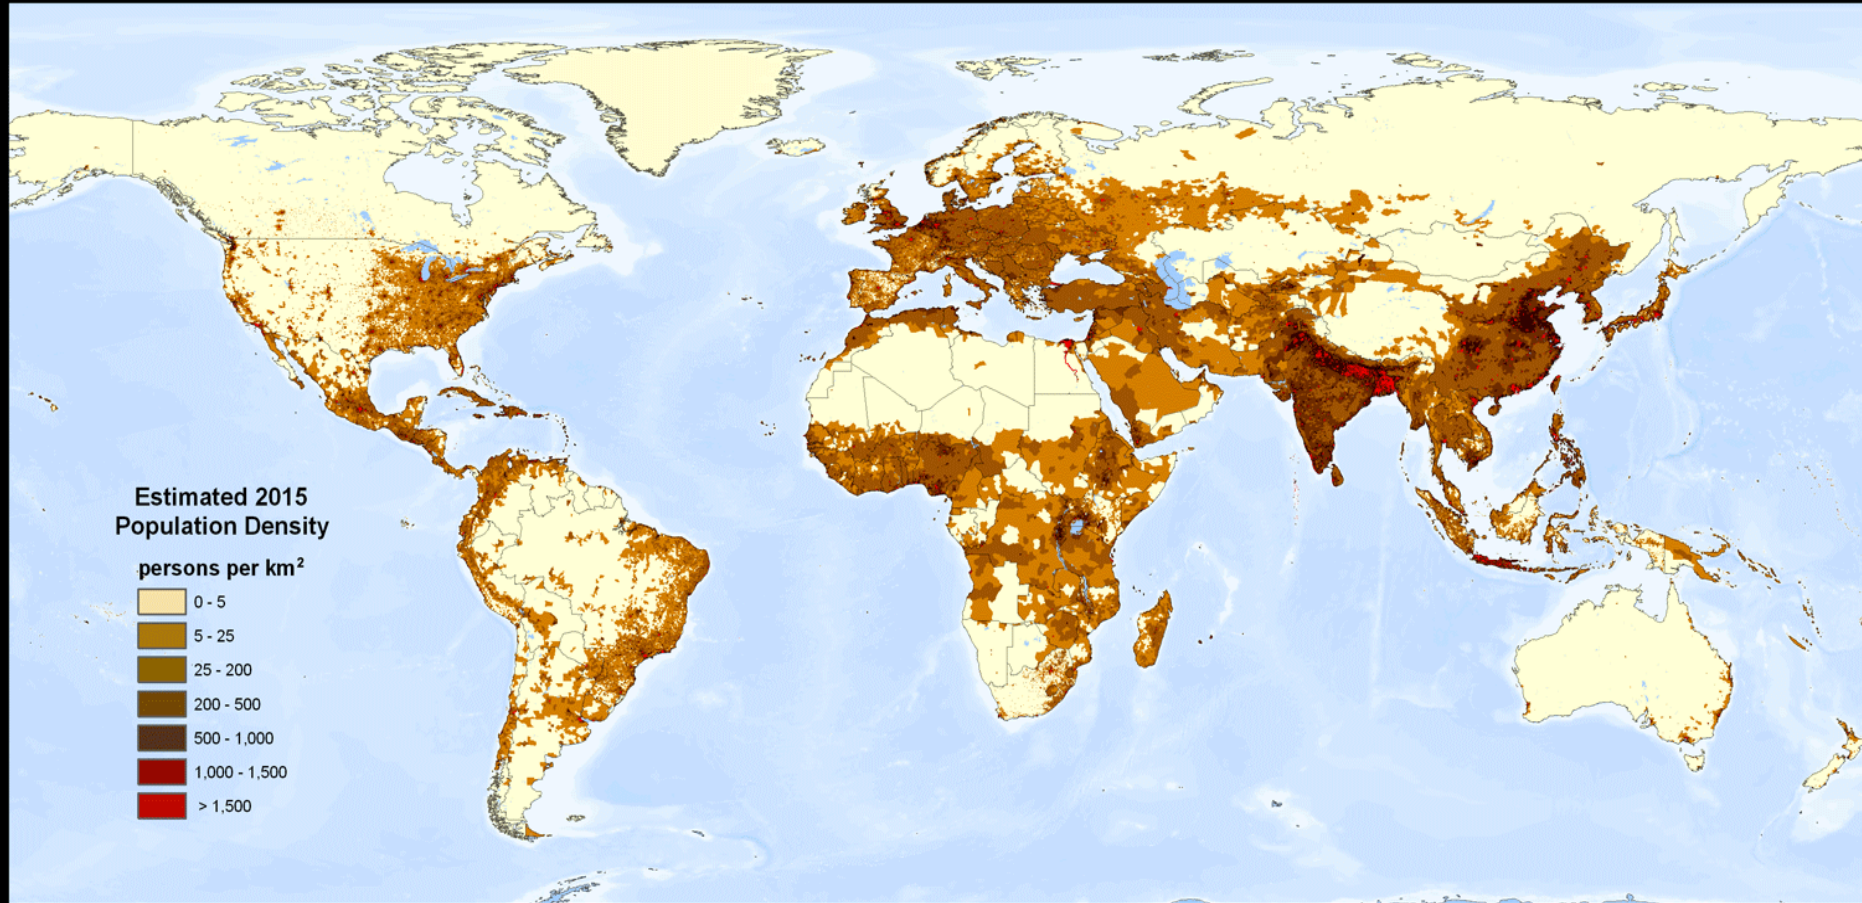 Estimated 2015
Population Density
persons per km²
0 - 5
5 - 25
25 - 200
200 - 500
500 - 1,000
1,000 - 1,500
> 1,500